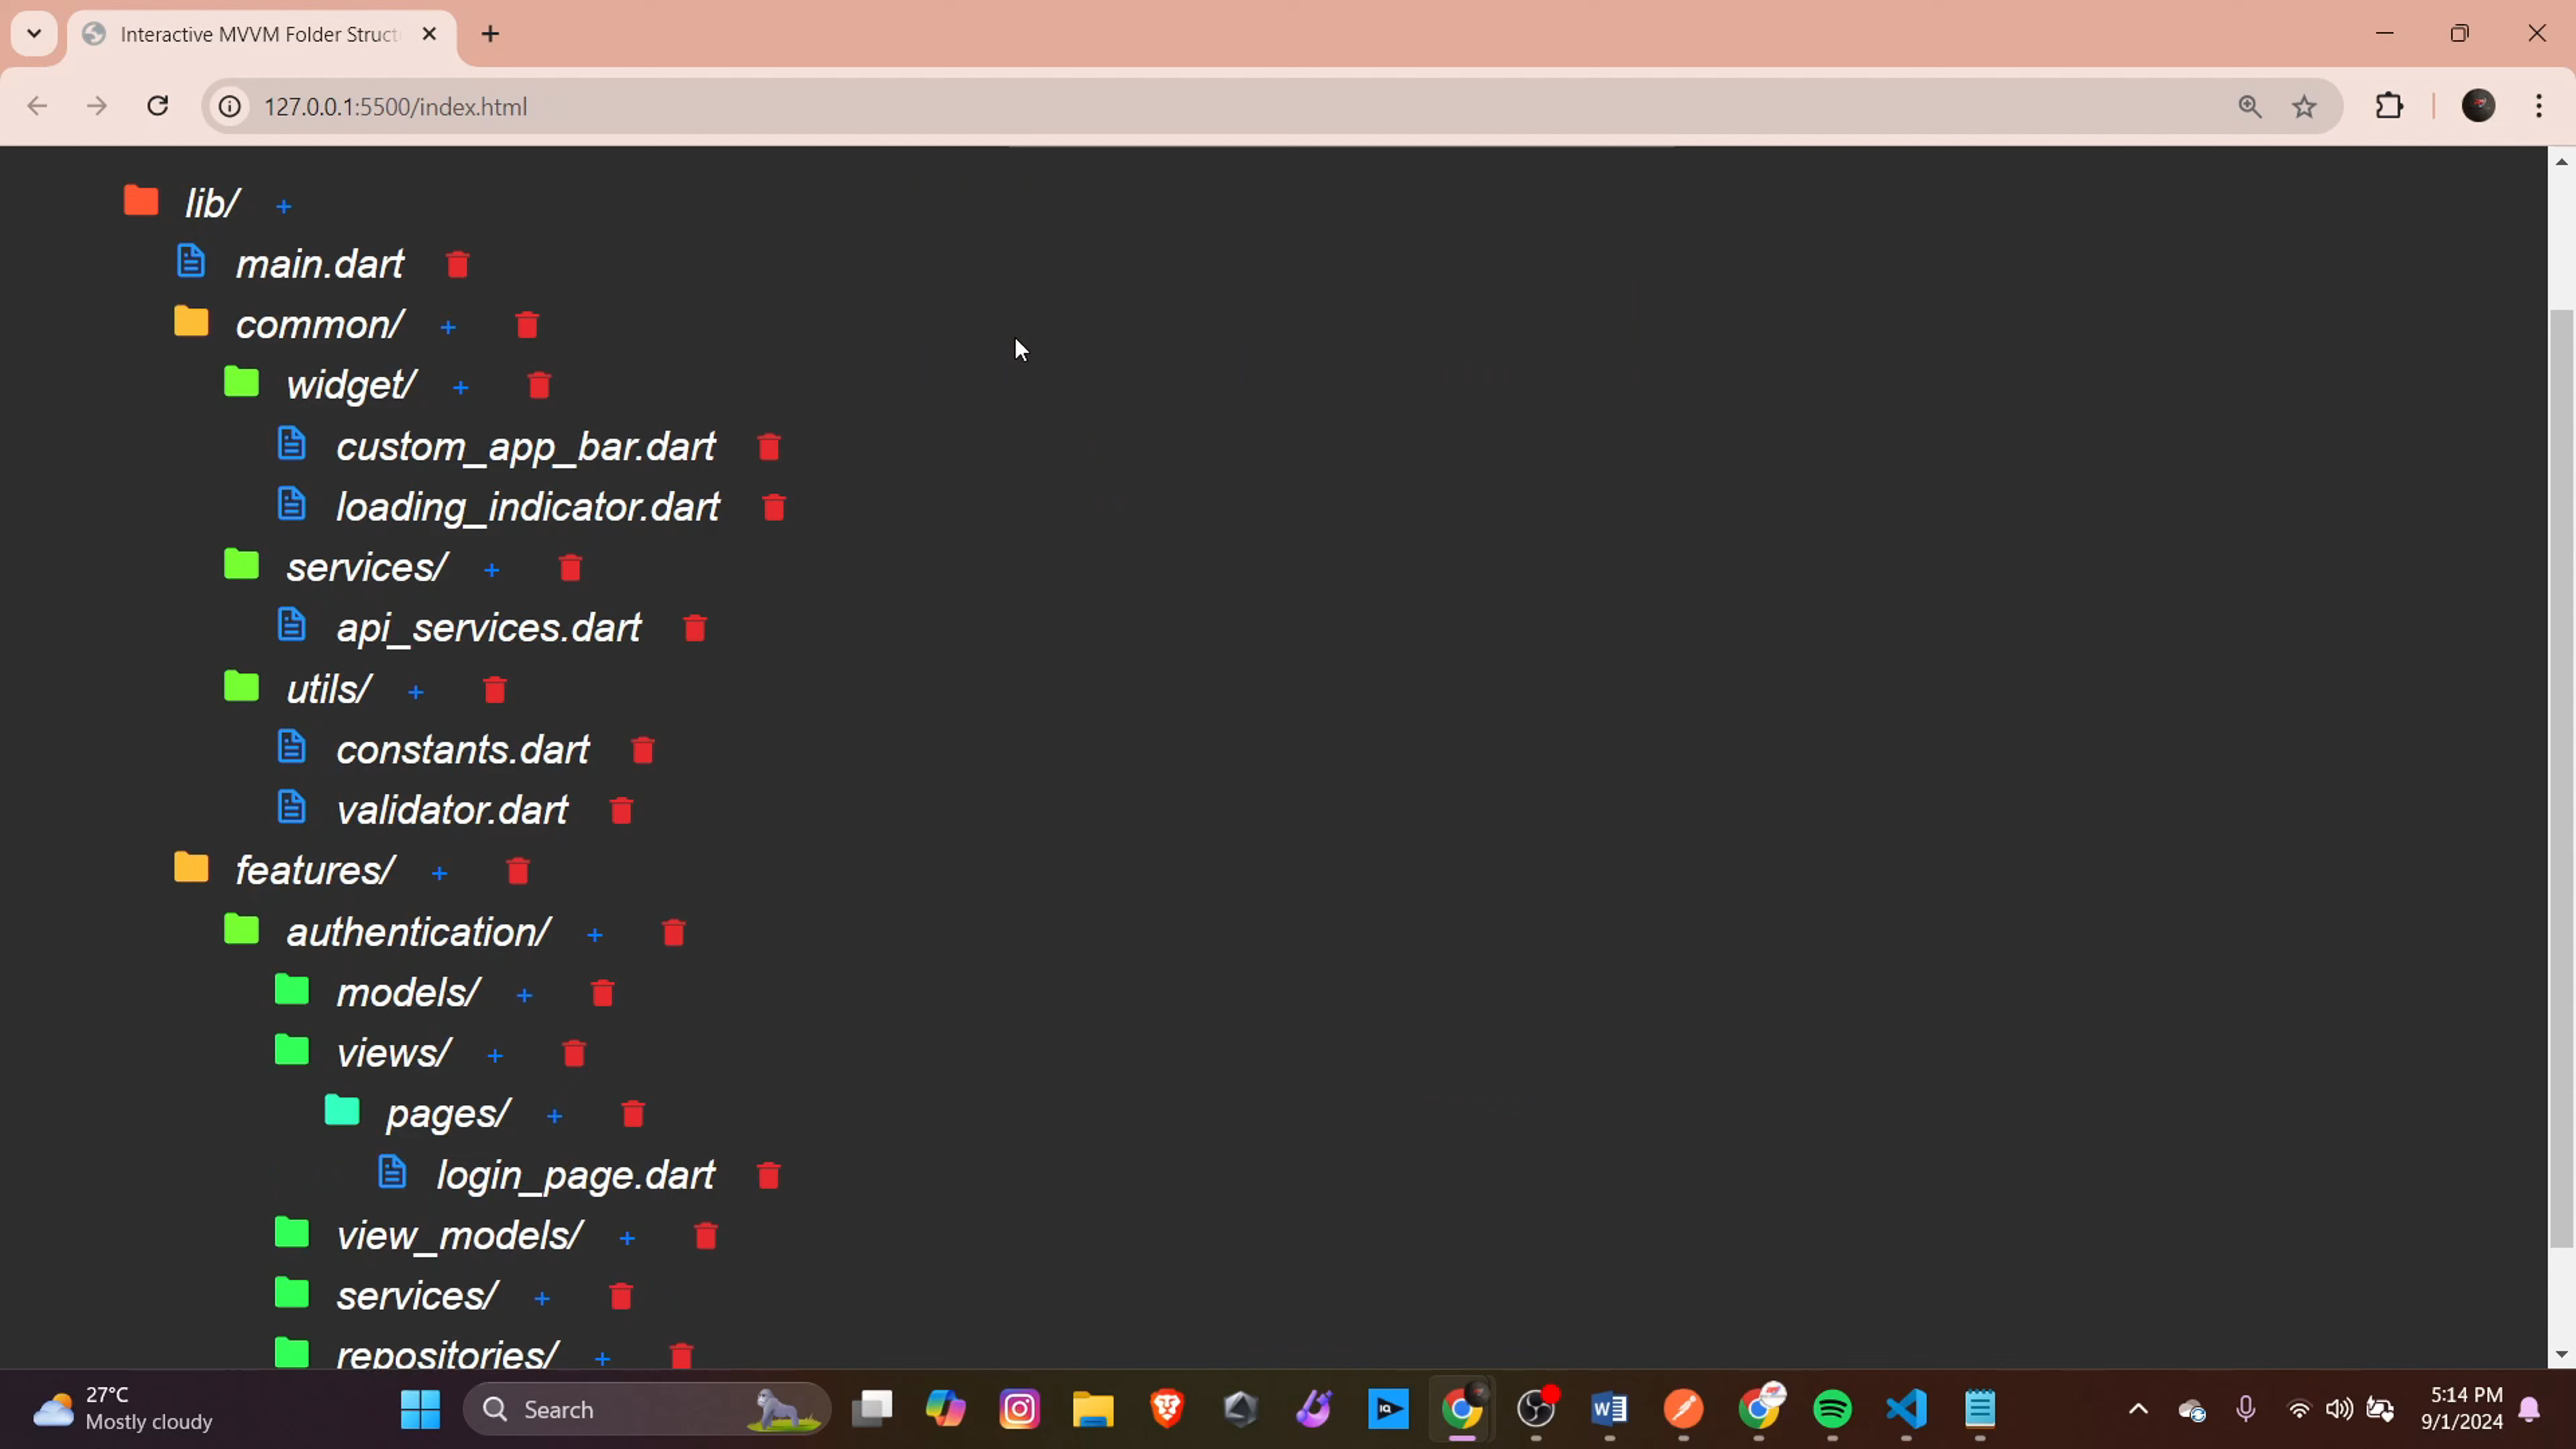 Interactive MVVM Folder Struct
127.0.0.1:5500/index.html
lib/ +
main.dart
common/ +
widget/ +
custom_app_bar.dart
loading_indicator.dart
services/ +
api_services.dart
utils/ +
constants.dart
validator.dart
features/ +
authentication/ +
models/ +
views/ +
pages/ +
login_page.dart
view_models/ +
services/ +
repositories/ +
27°C
Mostly cloudy
Search
IQ
W
5:14 PM
9/1/2024